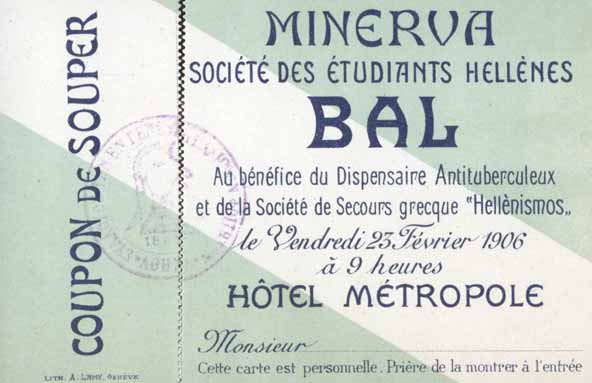 COUPON DE SOUPER
MINERVA
SOCIÉTÉ DES ÉTUDIANTS HELLÈNES
BAL
Au bénéfice du Dispensaire Antituberculeux
et de la Société de Secours grecque "Hellènismos„
le Vendredi 23 Février 1906
à 9 heures
HÔTEL MÉTROPOLE
Monsieur
Cette carte est personnelle. Prière de la montrer à l'entrée
LITH. A. LAMY, GENÈVE